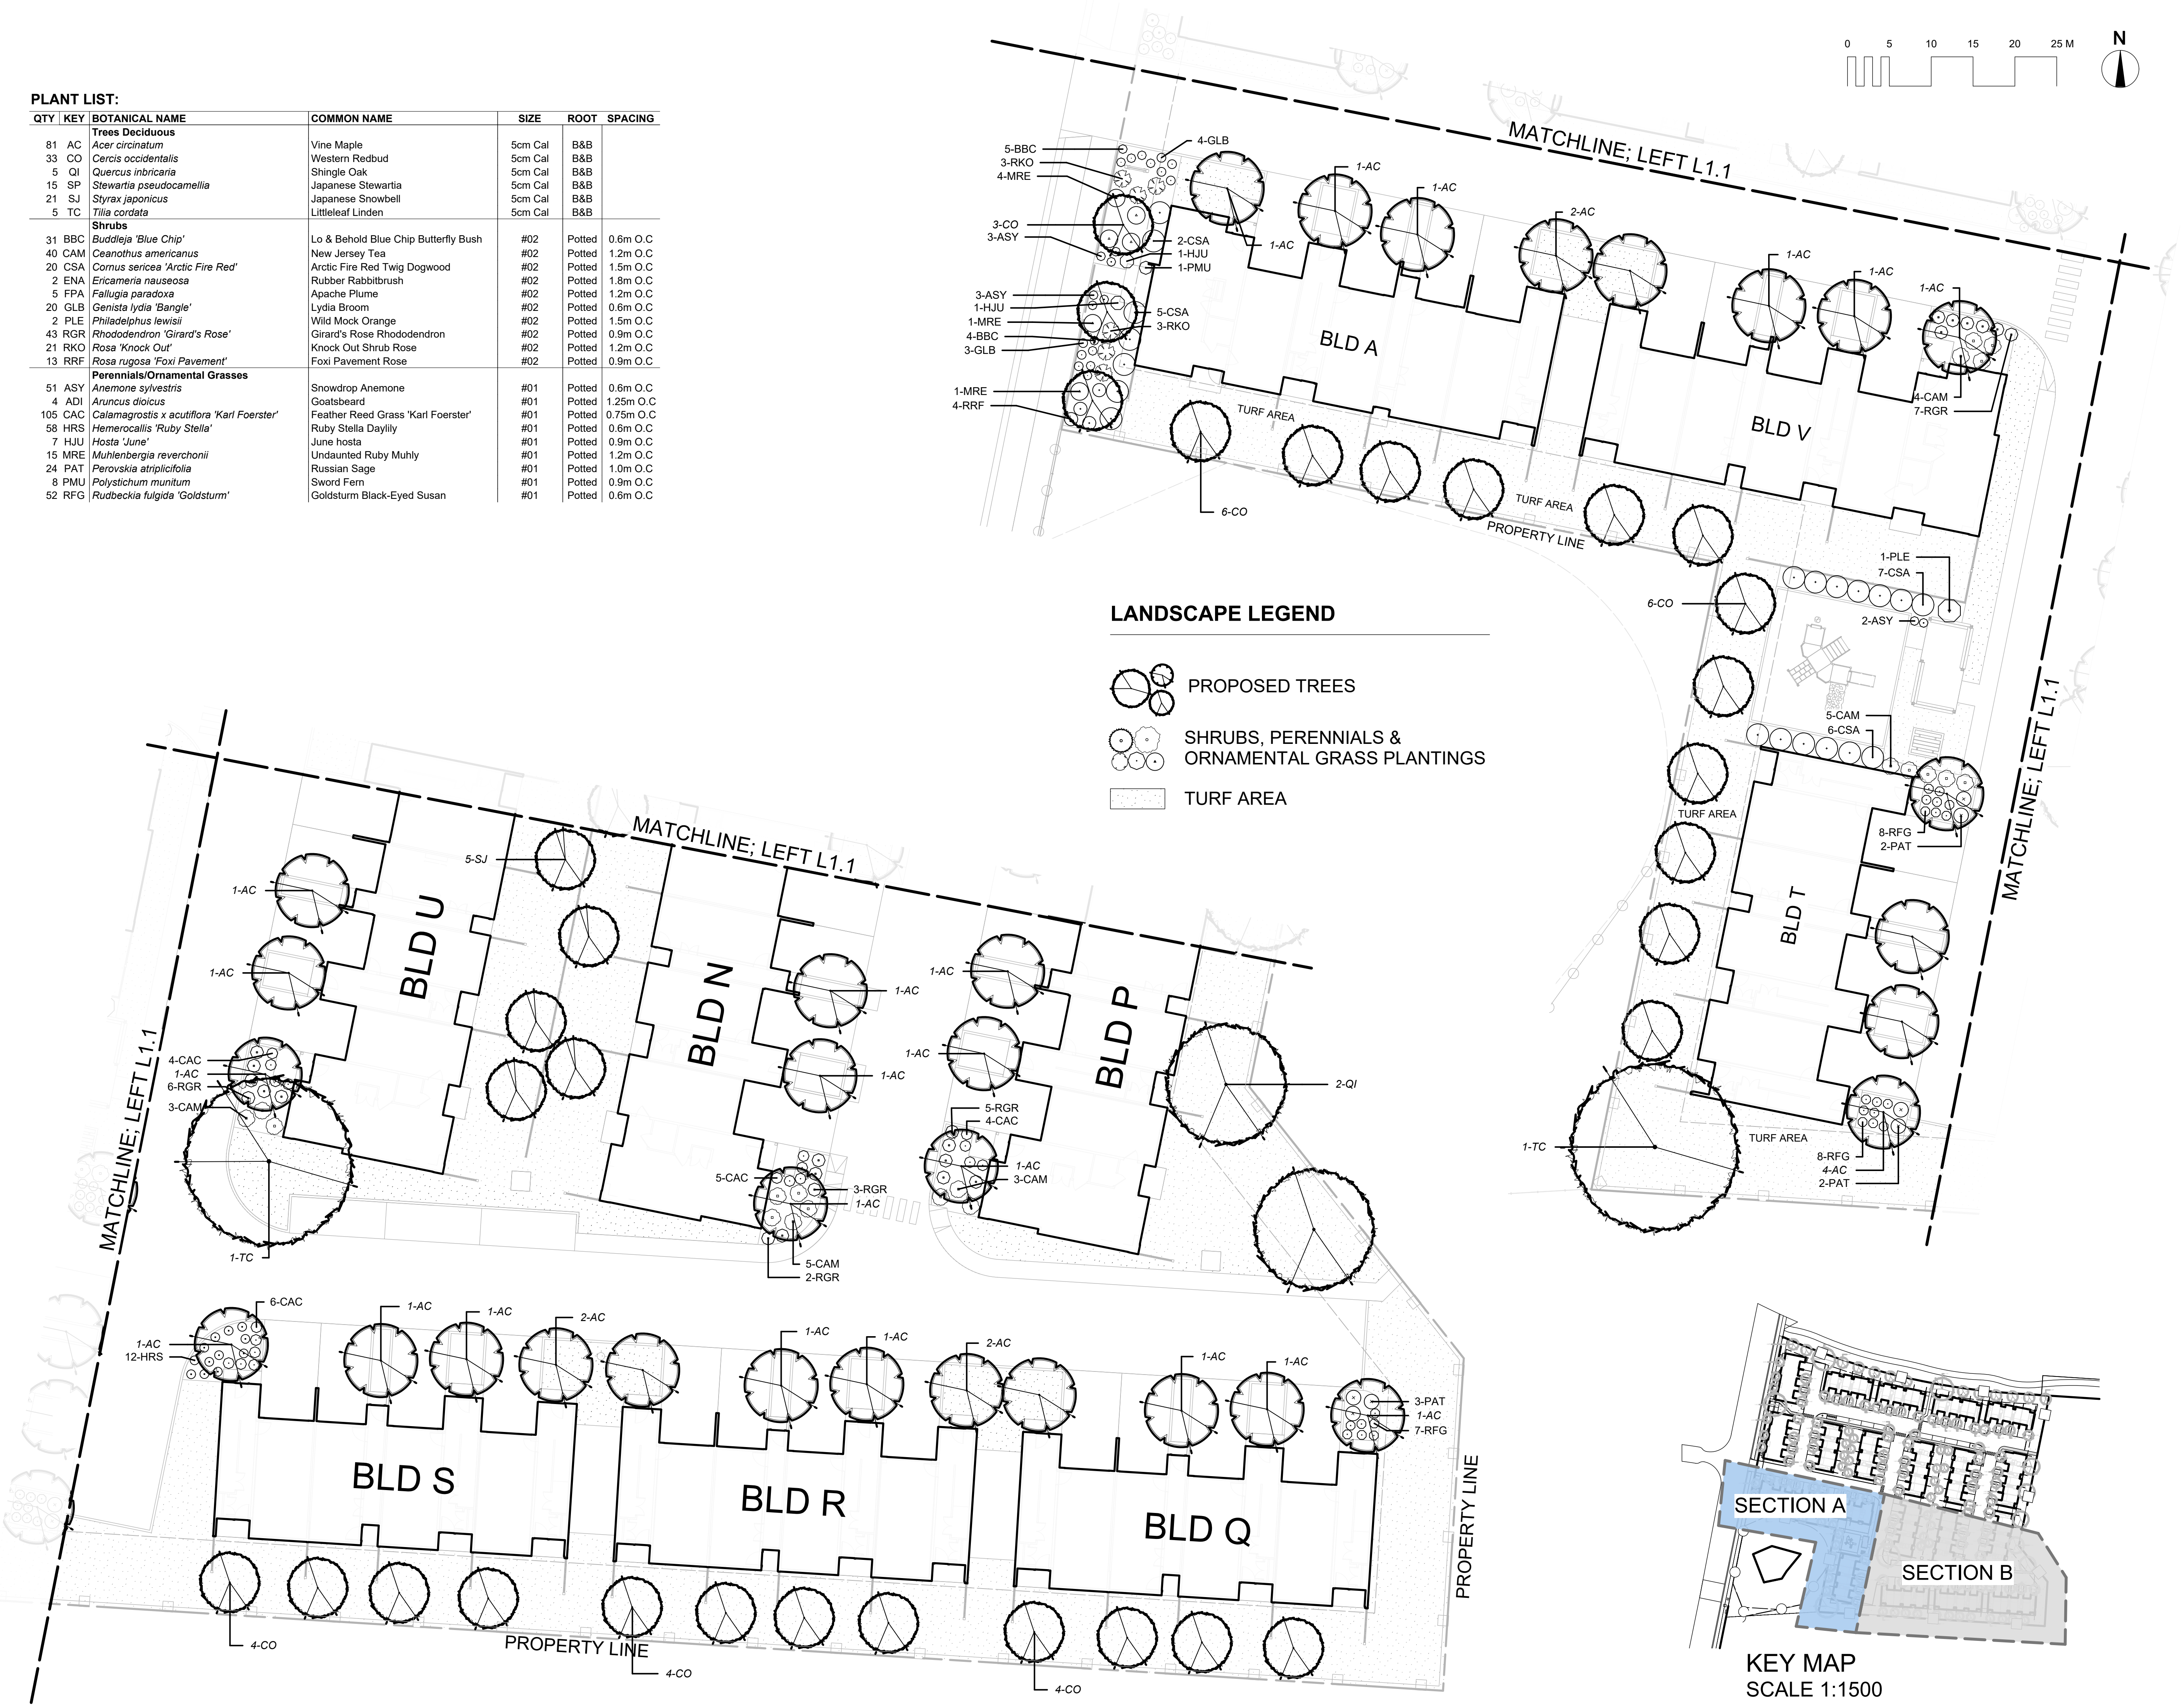 PLANT LIST:
QTY KEY BOTANICAL NAME COMMON NAME SIZE ROOT SPACING
Trees Deciduous
81 AC Acer circinatum Vine Maple 5cm Cal B&B
33 CO Cercis occidentalis Western Redbud 5cm Cal B&B
5 QI Quercus inbricaria Shingle Oak 5cm Cal B&B
15 SP Stewartia pseudocamellia Japanese Stewartia 5cm Cal B&B
21 SJ Styrax japonicus Japanese Snowbell 5cm Cal B&B
5 TC Tilia cordata Littleleaf Linden 5cm Cal B&B
Shrubs
31 BBC Buddleja 'Blue Chip' Lo & Behold Blue Chip Butterfly Bush #02 Potted 0.6m O.C
40 CAM Ceanothus americanus New Jersey Tea #02 Potted 1.2m O.C
20 CSA Cornus sericea 'Arctic Fire Red' Arctic Fire Red Twig Dogwood #02 Potted 1.5m O.C
2 ENA Ericameria nauseosa Rubber Rabbitbrush #02 Potted 1.8m O.C
5 FPA Fallugia paradoxa Apache Plume #02 Potted 1.2m O.C
20 GLB Genista lydia 'Bangle' Lydia Broom #02 Potted 0.6m O.C
2 PLE Philadelphus lewisii Wild Mock Orange #02 Potted 1.5m O.C
43 RGR Rhododendron 'Girard's Rose' Girard's Rose Rhododendron #02 Potted 0.9m O.C
21 RKO Rosa 'Knock Out' Knock Out Shrub Rose #02 Potted 1.2m O.C
13 RRF Rosa rugosa 'Foxi Pavement' Foxi Pavement Rose #02 Potted 0.9m O.C
Perennials/Ornamental Grasses
51 ASY Anemone sylvestris Snowdrop Anemone #01 Potted 0.6m O.C
4 ADI Aruncus dioicus Goatsbeard #01 Potted 1.25m O.C
105 CAC Calamagrostis x acutiflora 'Karl Foerster' Feather Reed Grass 'Karl Foerster' #01 Potted 0.75m O.C
58 HRS Hemerocallis 'Ruby Stella' Ruby Stella Daylily #01 Potted 0.6m O.C
7 HJU Hosta 'June' June hosta #01 Potted 0.9m O.C
15 MRE Muhlenbergia reverchonii Undaunted Ruby Muhly #01 Potted 1.2m O.C
24 PAT Perovskia atriplicifolia Russian Sage #01 Potted 1.0m O.C
8 PMU Polystichum munitum Sword Fern #01 Potted 0.9m O.C
52 RFG Rudbeckia fulgida 'Goldsturm' Goldsturm Black-Eyed Susan #01 Potted 0.6m O.C
0 5 10 15 20 25 M
N
MATCHLINE; LEFT L1.1
5-BBC
3-RKO
4-MRE
4-GLB
3-CO
3-ASY
2-CSA
1-HJU
1-PMU
1-AC
1-AC
1-AC
2-AC
1-AC
1-AC
1-AC
3-ASY
1-HJU
1-MRE
4-BBC
3-GLB
5-CSA
3-RKO
1-MRE
4-RRF
BLD A
BLD V
4-CAM
7-RGR
TURF AREA
TURF AREA
6-CO
PROPERTY LINE
1-PLE
7-CSA
2-ASY
6-CO
5-CAM
6-CSA
TURF AREA
8-RFG
2-PAT
BLD T
MATCHLINE; LEFT L1.1
1-TC
TURF AREA
8-RFG
4-AC
2-PAT
LANDSCAPE LEGEND
PROPOSED TREES
SHRUBS, PERENNIALS &
ORNAMENTAL GRASS PLANTINGS
TURF AREA
MATCHLINE; LEFT L1.1
5-SJ
1-AC
1-AC
BLD U
BLD N
BLD P
1-AC
1-AC
1-AC
1-AC
2-QI
4-CAC
1-AC
6-RGR
3-CAM
1-TC
MATCHLINE; LEFT L1.1
5-CAC
3-RGR
1-AC
5-CAM
2-RGR
5-RGR
4-CAC
1-AC
3-CAM
6-CAC
1-AC
12-HRS
1-AC
1-AC
2-AC
1-AC
1-AC
2-AC
1-AC
1-AC
3-PAT
1-AC
7-RFG
BLD S
BLD R
BLD Q
PROPERTY LINE
4-CO
PROPERTY LINE
4-CO
4-CO
SECTION A
SECTION B
KEY MAP
SCALE 1:1500